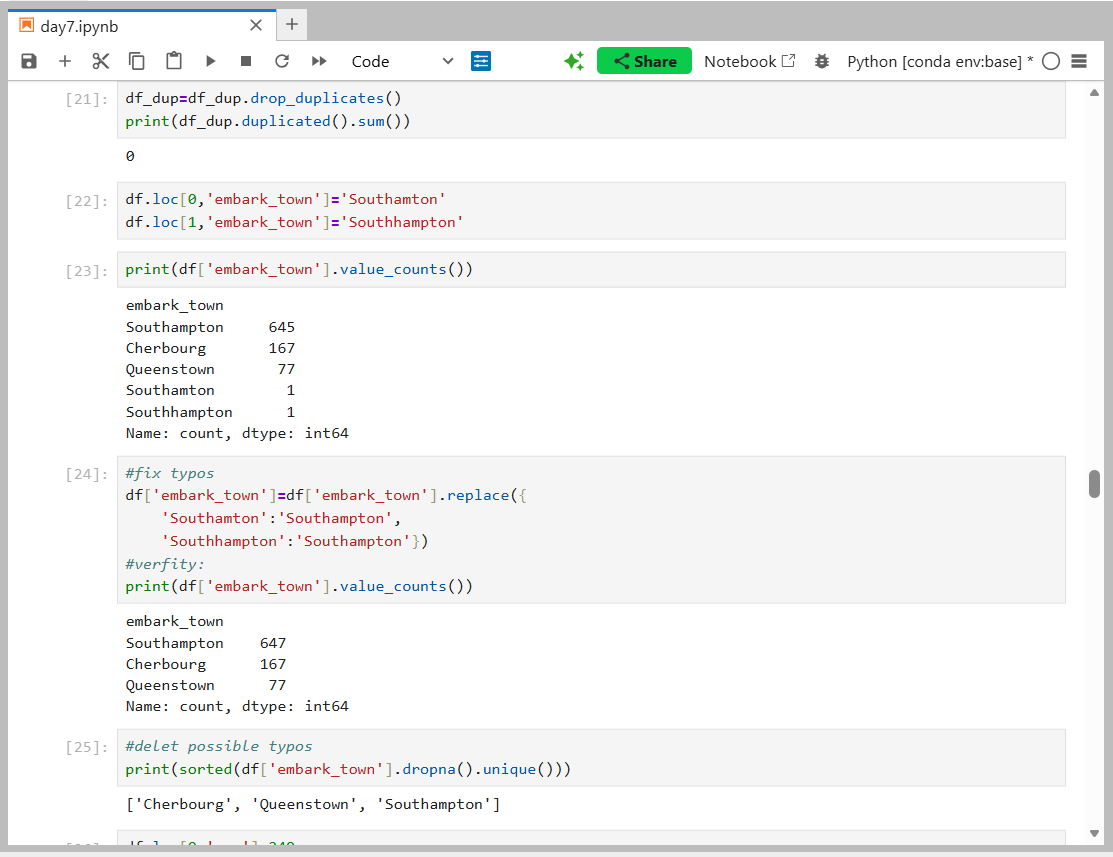 day7.ipynb
Code
Share
Notebook
Python [conda env:base] *
[21]:
df_dup=df_dup.drop_duplicates()
print(df_dup.duplicated().sum())
0
[22]:
df.loc[0,'embark_town']='Southamton'
df.loc[1,'embark_town']='Southhampton'
[23]:
print(df['embark_town'].value_counts())
embark_town
Southampton     645
Cherbourg       167
Queenstown       77
Southamton        1
Southhampton      1
Name: count, dtype: int64
[24]:
#fix typos
df['embark_town']=df['embark_town'].replace({
    'Southamton':'Southampton',
    'Southhampton':'Southampton'})
#verfity:
print(df['embark_town'].value_counts())
embark_town
Southampton    647
Cherbourg      167
Queenstown      77
Name: count, dtype: int64
[25]:
#delet possible typos
print(sorted(df['embark_town'].dropna().unique()))
['Cherbourg', 'Queenstown', 'Southampton']